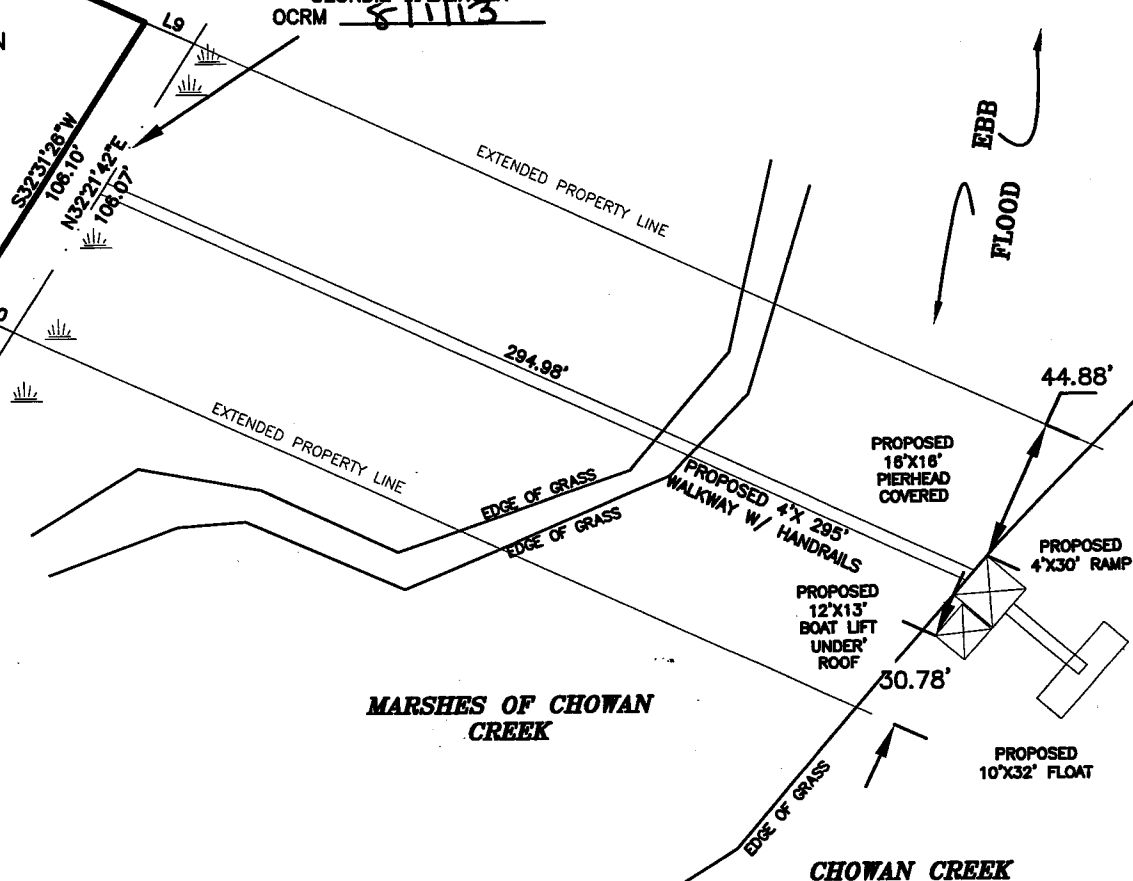 OCRM 8/1/13
L9
S32°31'26"W
106.10'
N32°21'42"E
106.07'
EXTENDED PROPERTY LINE
EBB
FLOOD
294.98'
44.88'
EXTENDED PROPERTY LINE
PROPOSED
16'X16'
PIERHEAD
COVERED
EDGE OF GRASS
EDGE OF GRASS
PROPOSED 4'X 295'
WALKWAY W/ HANDRAILS
PROPOSED
4'X30' RAMP
PROPOSED
12'X13'
BOAT LIFT
UNDER'
ROOF
30.78'
MARSHES OF CHOWAN
CREEK
PROPOSED
10'X32' FLOAT
EDGE OF GRASS
CHOWAN CREEK